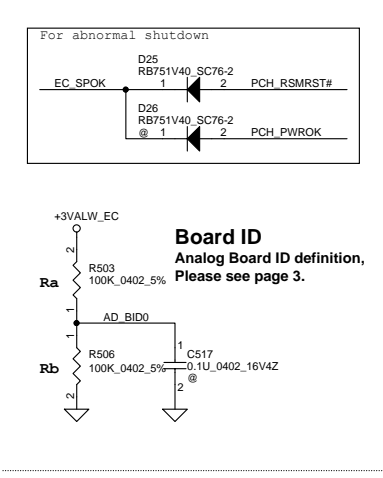 For abnormal shutdown
D25
RB751V40_SC76-2
EC_SPOK 1 2 PCH_RSMRST#
D26
RB751V40_SC76-2
@ 1 2 PCH_PWROK
+3VALW_EC
Board ID
Analog Board ID definition,
Please see page 3.
2
Ra
R503
100K_0402_5%
1
AD_BID0
1
Rb
R506
100K_0402_5%
2
1
C517
0.1U_0402_16V4Z
@
2